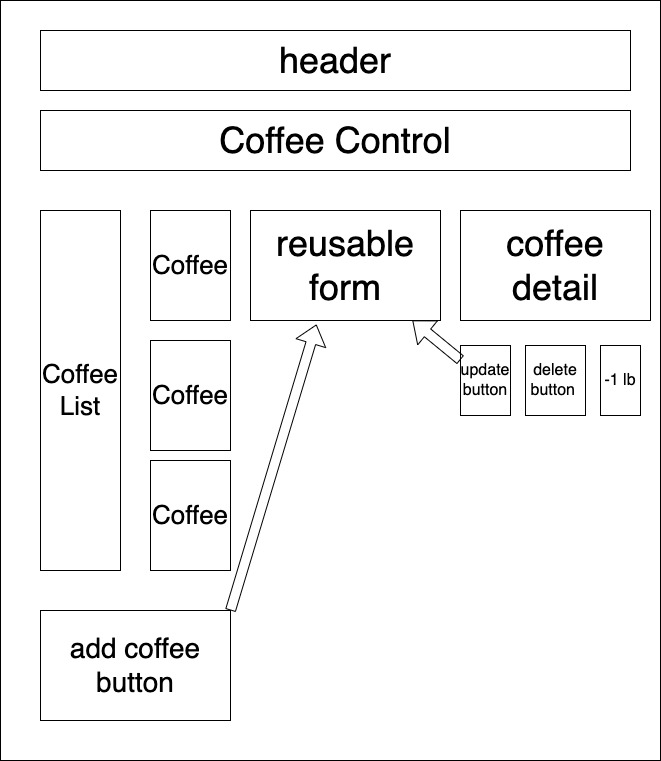 header
Coffee Control
Coffee
List
Coffee
Coffee
Coffee
reusable
form
coffee
detail
update
button
delete
button
-1 lb
add coffee
button